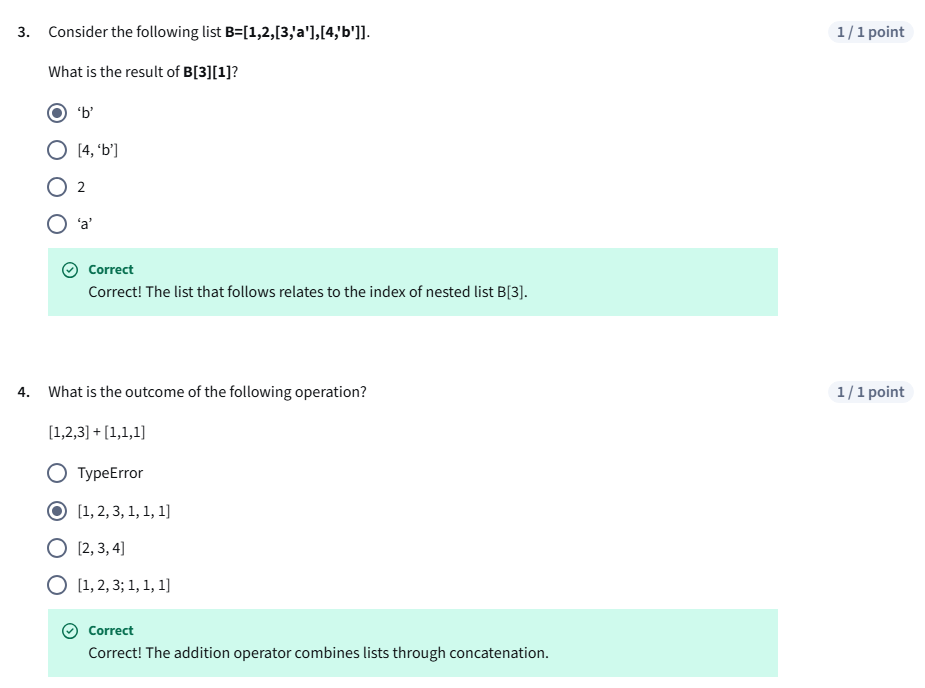 3. Consider the following list B=[1,2,[3,'a'],[4,'b']]. 1 / 1 point
What is the result of B[3][1]?
‘b’
[4, ‘b’]
2
‘a’
Correct
Correct! The list that follows relates to the index of nested list B[3].
4. What is the outcome of the following operation? 1 / 1 point
[1,2,3] + [1,1,1]
TypeError
[1, 2, 3, 1, 1, 1]
[2, 3, 4]
[1, 2, 3; 1, 1, 1]
Correct
Correct! The addition operator combines lists through concatenation.